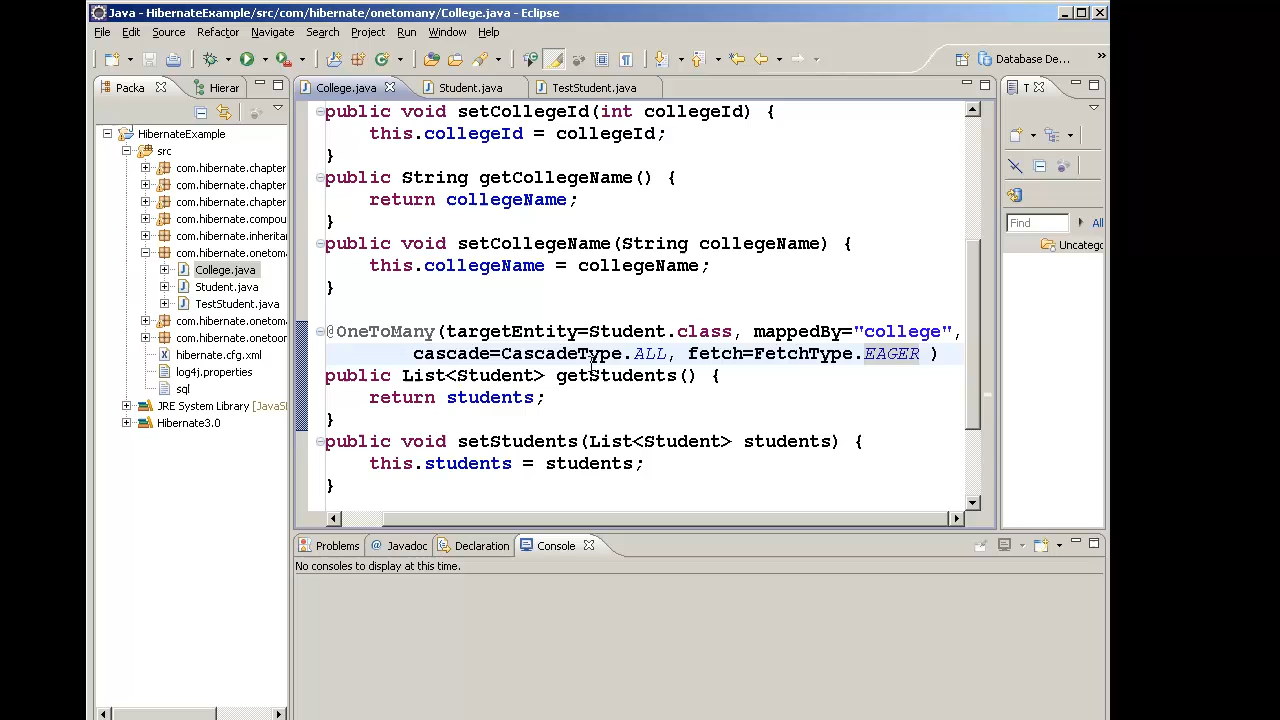 Java - HibernateExample/src/com/hibernate/onetomany/College.java - Eclipse
File Edit Source Refactor Navigate Search Project Run Window Help
Database De...
Packa Hierar
College.java Student.java TestStudent.java
T
HibernateExample
src
com.hibernate.chapter
com.hibernate.chapter
com.hibernate.chapter
com.hibernate.compou
com.hibernate.inherita
com.hibernate.onetom
College.java
Student.java
TestStudent.java
com.hibernate.onetom
com.hibernate.onetoon
hibernate.cfg.xml
log4j.properties
sql
JRE System Library [JavaSI
Hibernate3.0
public void setCollegeId(int collegeId) {
this.collegeId = collegeId;
}
public String getCollegeName() {
return collegeName;
}
public void setCollegeName(String collegeName) {
this.collegeName = collegeName;
}
@OneToMany(targetEntity=Student.class, mappedBy="college",
cascade=CascadeType.ALL, fetch=FetchType.EAGER )
public List<Student> getStudents() {
return students;
}
public void setStudents(List<Student> students) {
this.students = students;
}
Find All
Uncatego
Problems Javadoc Declaration Console
No consoles to display at this time.